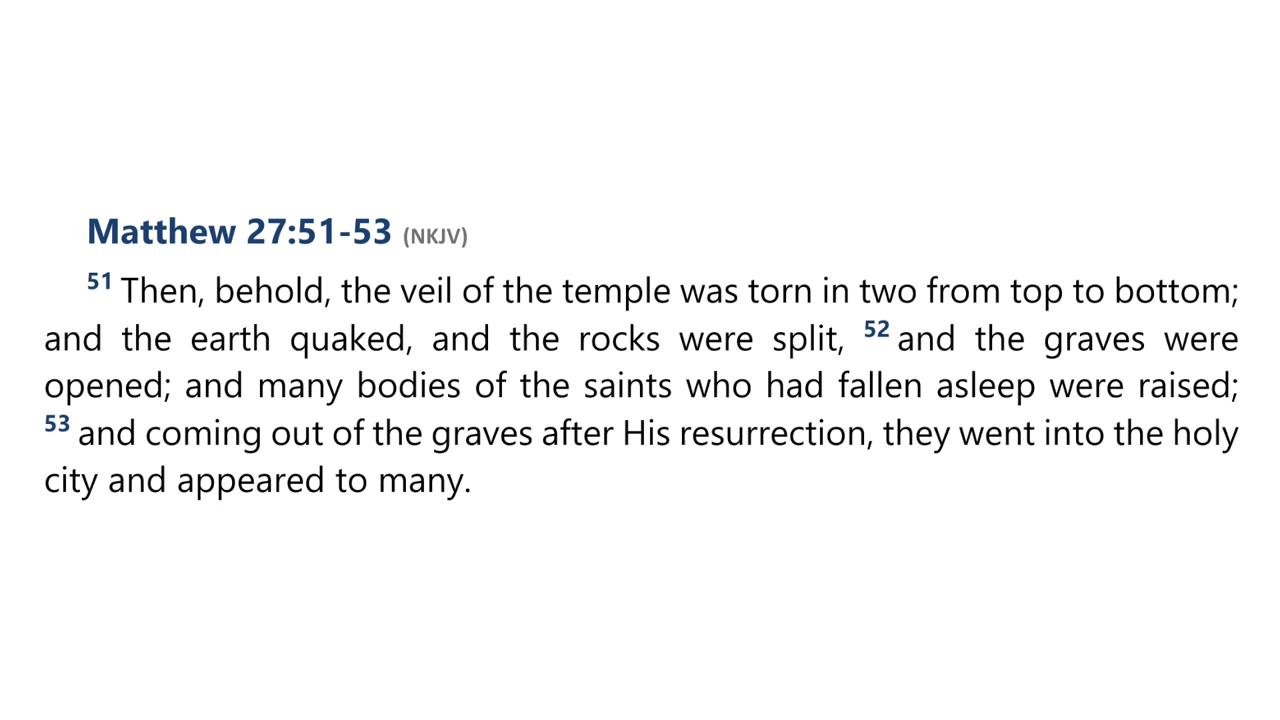 Matthew 27:51-53 (NKJV)
51 Then, behold, the veil of the temple was torn in two from top to bottom;
and the earth quaked, and the rocks were split, 52 and the graves were
opened; and many bodies of the saints who had fallen asleep were raised;
53 and coming out of the graves after His resurrection, they went into the holy
city and appeared to many.